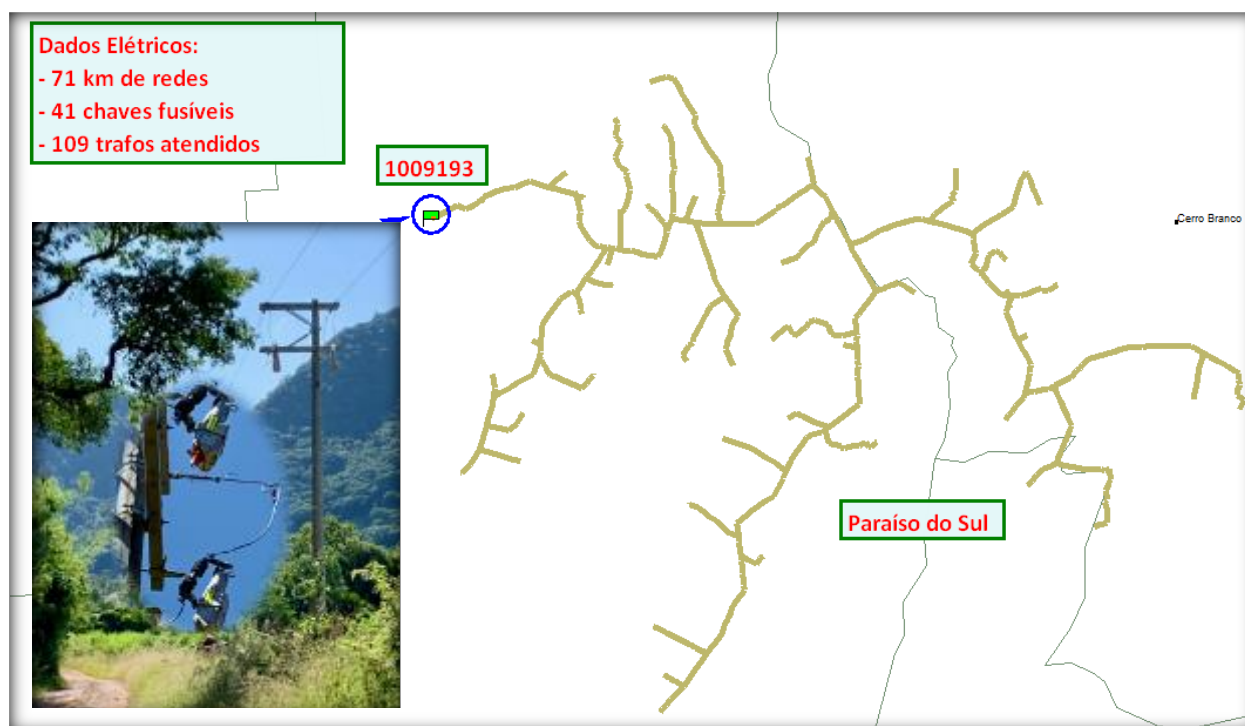 Dados Elétricos:
- 71 km de redes
- 41 chaves fusíveis
- 109 trafos atendidos
1009193
Cerro Branco
Paraíso do Sul